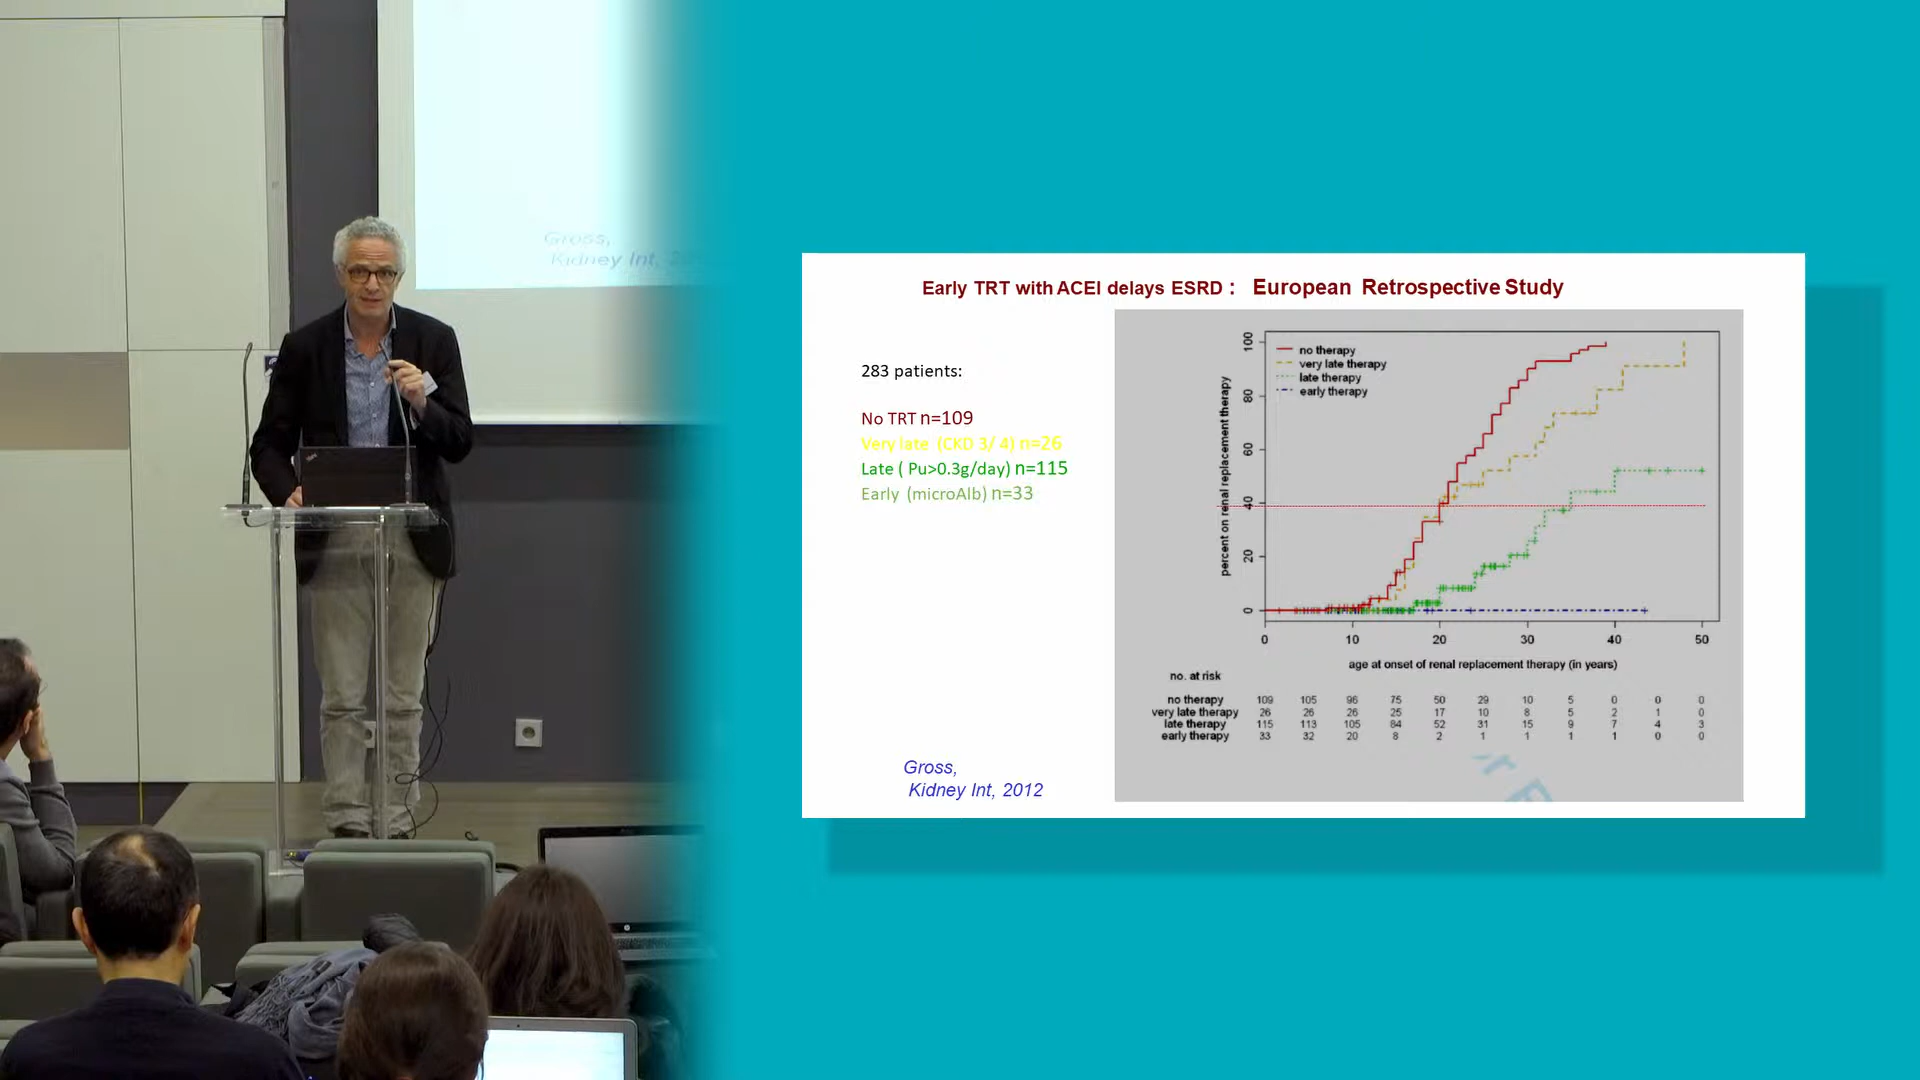 Gross,
Kidney Int, 
Early TRT with ACEI delays ESRD : European Retrospective Study
283 patients:
No TRT n=109
Very late (CKD 3/ 4) n=26
Late ( Pu>0.3g/day) n=115
Early (microAlb) n=33
Gross,
Kidney Int, 2012
percent on renal replacement therapy
100
80
60
40
20
0
no therapy
very late therapy
late therapy
early therapy
0 10 20 30 40 50
age at onset of renal replacement therapy (in years)
no. at risk
no therapy 109 105 96 75 50 29 10 5 0 0 0
very late therapy 26 26 26 25 17 10 8 5 2 1 0
late therapy 115 113 105 84 52 31 15 9 7 4 3
early therapy 33 32 20 8 2 1 1 1 1 0 0